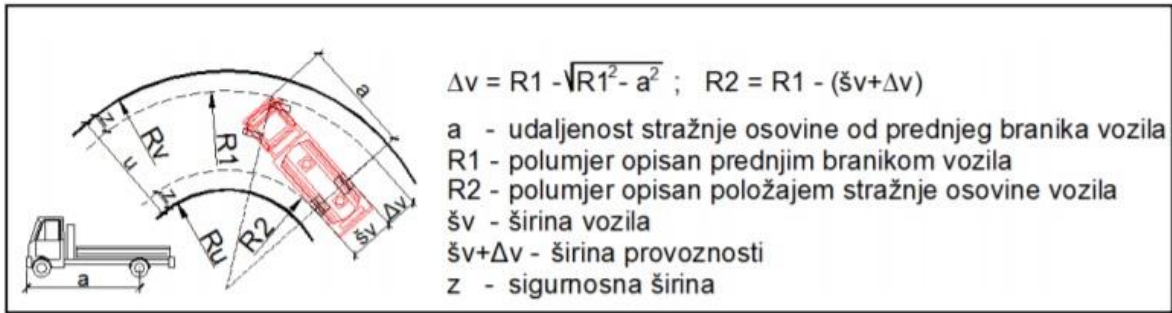 Δv = R1 -√R1²- a² ; R2 = R1 - (šv+Δv)
a - udaljenost stražnje osovine od prednjeg branika vozila
R1 - polumjer opisan prednjim branikom vozila
R2 - polumjer opisan položajem stražnje osovine vozila
šv - širina vozila
šv+Δv - širina provoznosti
z - sigurnosna širina
a
z
u
z
Rv
R1
Ru
R2
šv
Δv
a